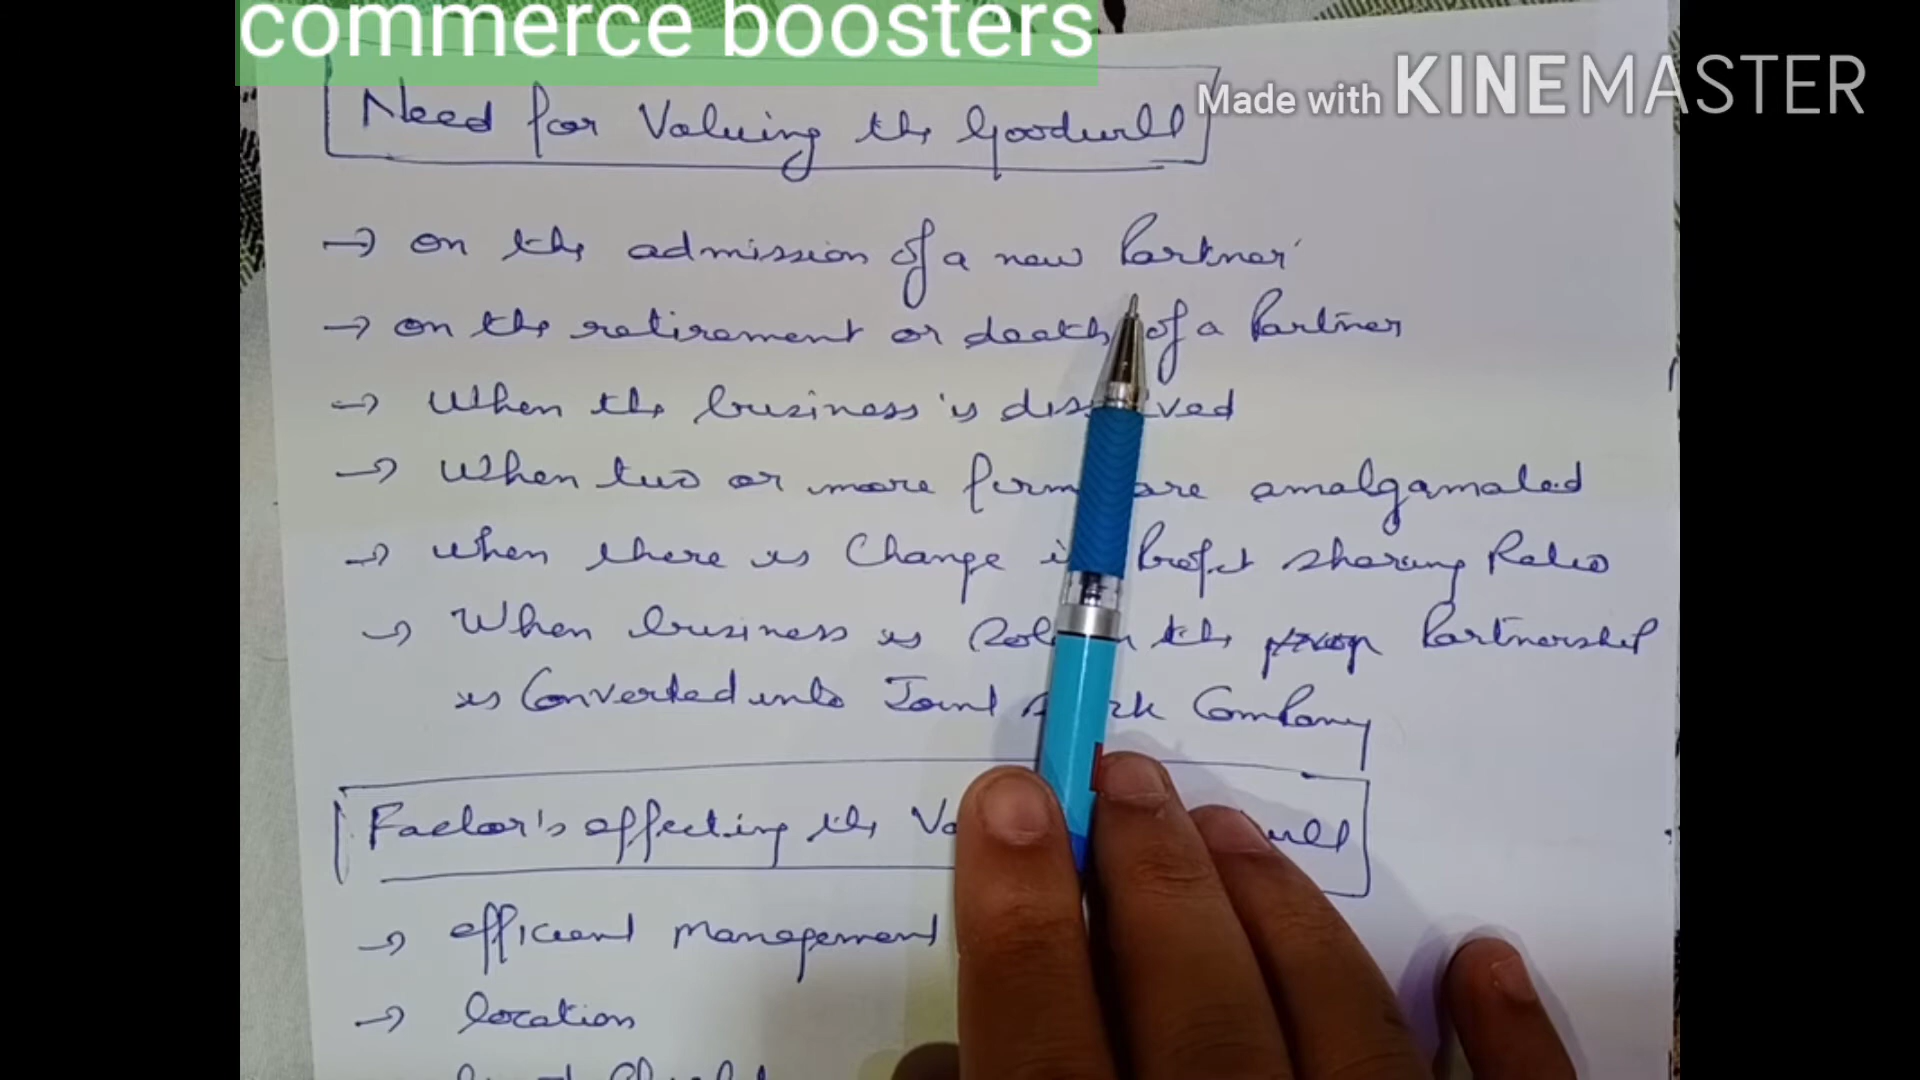 commerce boosters
Made with KINEMASTER
Need for Valuing the Goodwill
→ on the admission of a new Partner
→ on the retirement or death of a Partner
→ When the business is dissolved
→ When two or more firms are amalgamated
→ when there is Change in Profit sharing Ratio
→ When business is the Partnership
is Converted into Joint Stock Company
Factor's effecting the
→ efficient management
→ location